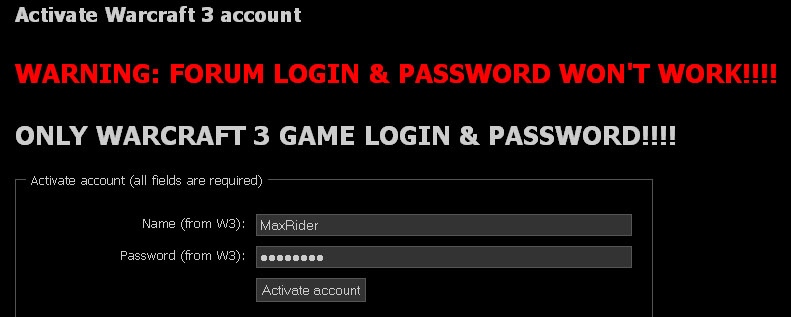 Activate Warcraft 3 account
WARNING: FORUM LOGIN & PASSWORD WON'T WORK!!!!
ONLY WARCRAFT 3 GAME LOGIN & PASSWORD!!!!
Activate account (all fields are required)
Name (from W3): MaxRider
Password (from W3): ●●●●●●●●
Activate account